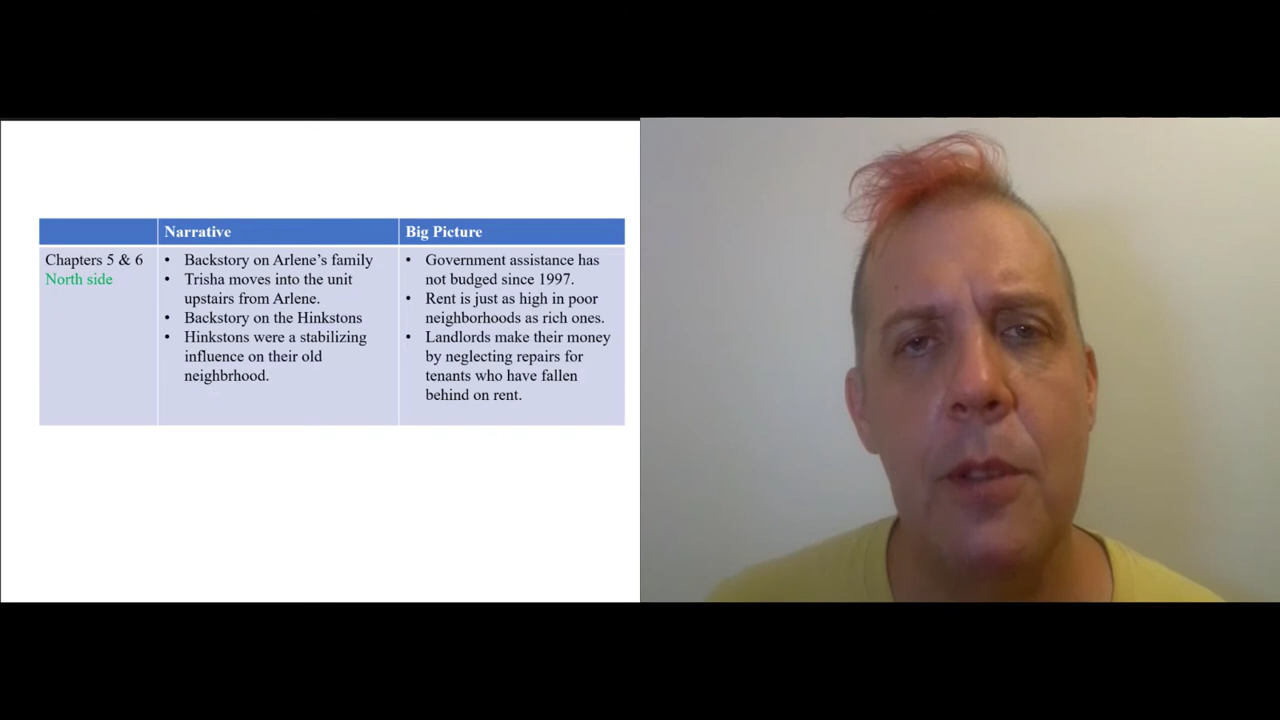 Narrative
Big Picture
Chapters 5 & 6
North side
• Backstory on Arlene's family
• Trisha moves into the unit
upstairs from Arlene.
• Backstory on the Hinkstons
• Hinkstons were a stabilizing
influence on their old
neighbrhood.
• Government assistance has
not budged since 1997.
• Rent is just as high in poor
neighborhoods as rich ones.
• Landlords make their money
by neglecting repairs for
tenants who have fallen
behind on rent.